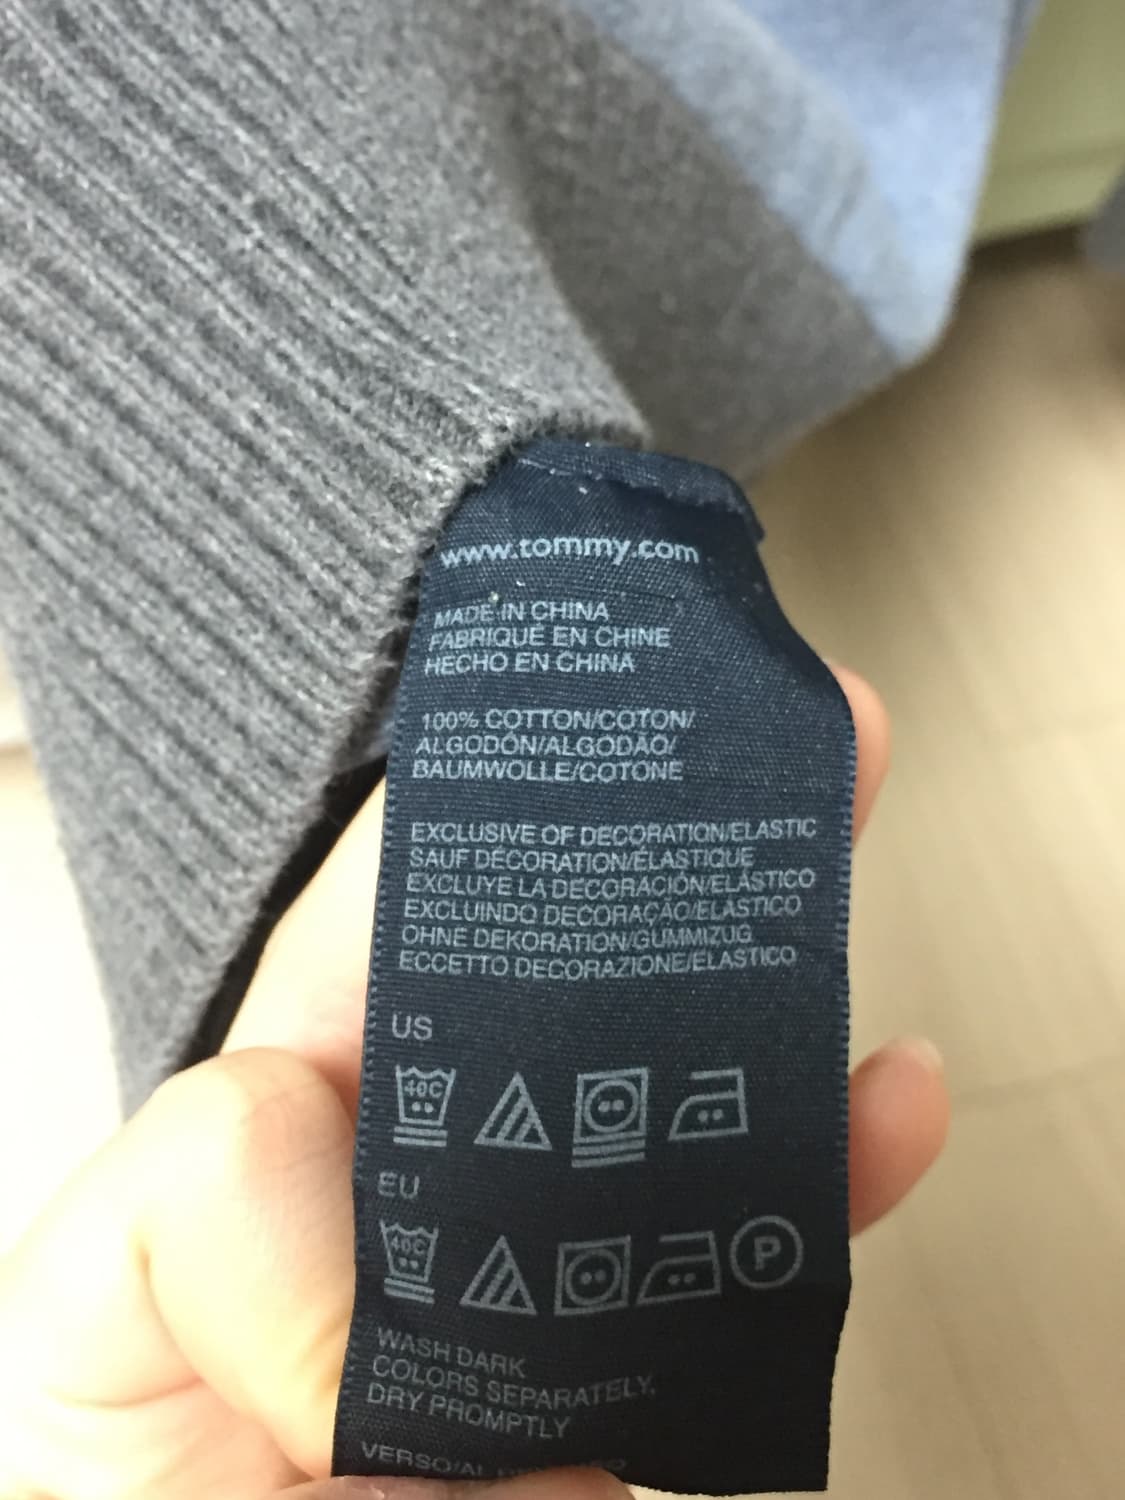 www.tommy.com
MADE IN CHINA
FABRIQUÉ EN CHINE
HECHO EN CHINA
100% COTTON/COTON/
ALGODÓN/ALGODÃO/
BAUMWOLLE/COTONE
EXCLUSIVE OF DECORATION/ELASTIC
SAUF DÉCORATION/ÉLASTIQUE
EXCLUYE LA DECORACIÓN/ELÁSTICO
EXCLUINDO DECORAÇÃO/ELÁSTICO
OHNE DEKORATION/GUMMIZUG
ECCETTO DECORAZIONE/ELASTICO
US
40C
EU
40C P
WASH DARK
COLORS SEPARATELY,
DRY PROMPTLY
VERSO/AL